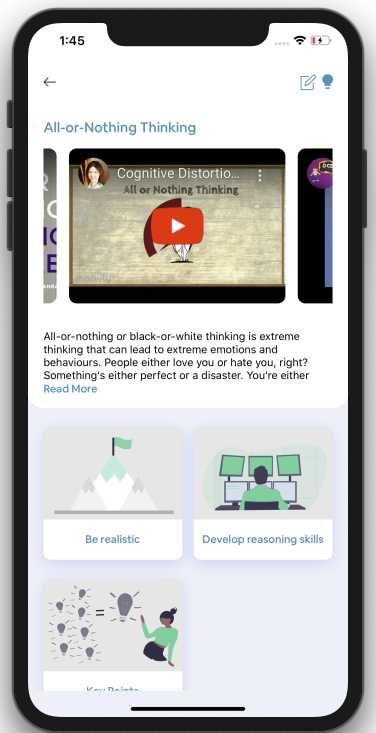 1:45
All-or-Nothing Thinking
Cognitive Distortio...
All or Nothing Thinking
All-or-nothing or black-or-white thinking is extreme
thinking that can lead to extreme emotions and
behaviours. People either love you or hate you, right?
Something's either perfect or a disaster. You're either
Read More
Be realistic
Develop reasoning skills
=
Key Points